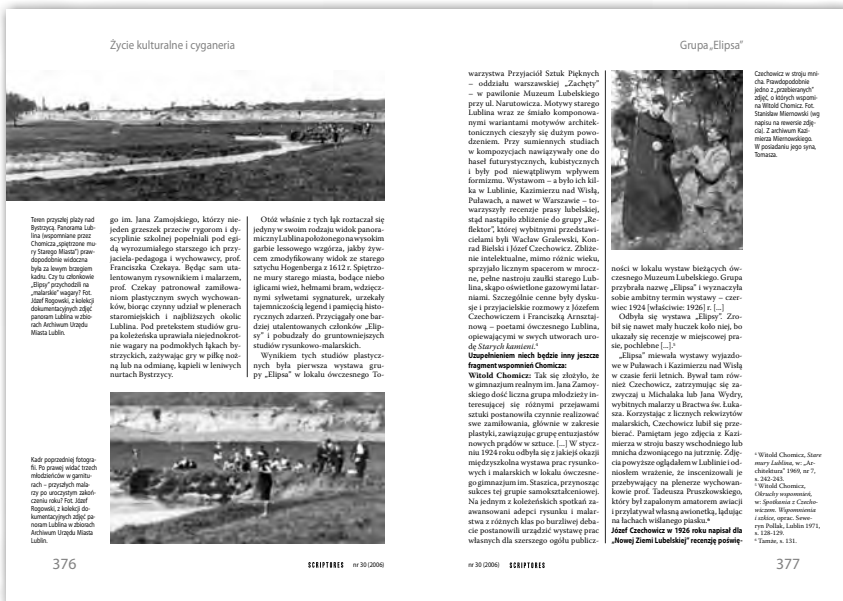 Życie kulturalne i cyganeria
Teren przyszłej plaży nad
Bystrzycą. Panorama Lub-
lina (wspomniane przez
Chomicza „spiętrzone mu-
ry Starego Miasta") praw-
dopodobnie widoczna
była za lewym brzegiem
kadru. Czy tu członkowie
„Elipsy" przychodzili na
„malarskie" wagary? Fot.
Józef Rogowski, z kolekcji
dokumentacyjnych zdjęć
panoram Lublina w zbio-
rach Archiwum Urzędu
Miasta Lublin.
go im. Jana Zamojskiego, którzy nie-
jeden grzeszek przeciw rygorom i dy-
scyplinie szkolnej popełniali pod egi-
dą wyrozumiałego starszego ich przy-
jaciela-pedagoga i wychowawcy, prof.
Franciszka Czekaya. Będąc sam uta-
lentowanym rysownikiem i malarzem,
prof. Czekay patronował zamiłowa-
niom plastycznym swych wychowan-
ków, biorąc czynny udział w plenerach
staromiejskich i najbliższych okolic
Lublina. Pod pretekstem studiów gru-
pa koleżeńska uprawiała niejednokrot-
nie wagary na podmokłych łąkach by-
strzyckich, zażywając gry w piłkę noż-
ną lub na odmianę, kąpieli w leniwych
nurtach Bystrzycy.
Otóż właśnie z tych łąk roztaczał się
jedyny w swoim rodzaju widok panora-
miczny Lublina położonego na wysokim
garbie lessowego wzgórza, jakby żyw-
cem zmodyfikowany widok ze starego
sztychu Hogenberga z 1612 r. Spiętrzo-
ne mury starego miasta, bodące niebo
iglicami wież, hełmami bram, wdzięcz-
nymi sylwetami sygnaturek, urzekały
tajemniczością legend i pamięcią histo-
rycznych zdarzeń. Przyciągały one bar-
dziej utalentowanych członków „Elip-
sy" i pobudzały do gruntowniejszych
studiów rysunkowo-malarskich.
Wynikiem tych studiów plastycz-
nych była pierwsza wystawa gru-
py „Elipsa" w lokalu ówczesnego To-
Kadr poprzedniej fotogra-
fii. Po prawej widać trzech
młodzieńców w garnitu-
rach – przyszłych mala-
rzy po uroczystym zakoń-
czeniu roku? Fot. Józef
Rogowski, z kolekcji do-
kumentacyjnych zdjęć pa-
noram Lublina w zbiorach
Archiwum Urzędu Miasta
Lublin.
376
SCRIPTORES nr 30 (2006)
Grupa „Elipsa"
warzystwa Przyjaciół Sztuk Pięknych
– oddziału warszawskiej „Zachęty"
– w pawilonie Muzeum Lubelskiego
przy ul. Narutowicza. Motywy starego
Lublina wraz ze śmiało komponowa-
nymi wariantami motywów architek-
tonicznych cieszyły się dużym powo-
dzeniem. Przy sumiennych studiach
w kompozycjach nawiązywały one do
haseł futurystycznych, kubistycznych
i były pod niewątpliwym wpływem
formizmu. Wystawom – a było ich kil-
ka w Lublinie, Kazimierzu nad Wisłą,
Puławach, a nawet w Warszawie – to-
warzyszyły recenzje prasy lubelskiej,
stąd nastąpiło zbliżenie do grupy „Re-
flektor", której wybitnymi przedstawi-
cielami byli Wacław Gralewski, Kon-
rad Bielski i Józef Czechowicz. Zbliże-
nie intelektualne, mimo różnic wieku,
sprzyjało licznym spacerom w mrocz-
ne, pełne nastroju zaułki starego Lub-
lina, skąpo oświetlone gazowymi latar-
niami. Szczególnie cenne były dysku-
sje i przyjacielskie rozmowy z Józefem
Czechowiczem i Franciszką Arnsztaj-
nową – poetami ówczesnego Lublina,
opiewającymi w swych utworach uro-
dę Starych kamieni.⁴
Uzupełnieniem niech będzie inny jeszcze
fragment wspomnień Chomicza:
Witold Chomicz: Tak się złożyło, że
w gimnazjum realnym im. Jana Zamoy-
skiego dość liczna grupa młodzieży in-
teresującej się różnymi przejawami
sztuki postanowiła czynnie realizować
swe zamiłowania, głównie w zakresie
plastyki, zawiązując grupę entuzjastów
nowych prądów w sztuce. [...] W stycz-
niu 1924 roku odbyła się z jakiejś okazji
międzyszkolna wystawa prac rysunko-
wych i malarskich w lokalu ówczesne-
go gimnazjum im. Staszica, przynosząc
sukces tej grupie samokształceniowej.
Na jednym z koleżeńskich spotkań za-
awansowani adepci rysunku i malar-
stwa z różnych klas po burzliwej deba-
cie postanowili urządzić wystawę prac
własnych dla szerszego ogółu publicz-
ności w lokalu wystaw bieżących ów-
czesnego Muzeum Lubelskiego. Grupa
przybrała nazwę „Elipsa" i wyznaczyła
sobie ambitny termin wystawy – czer-
wiec 1924 [właściwie: 1926] r. [...]
Odbyła się wystawa „Elipsy". Zro-
bił się nawet mały huczek koło niej, bo
ukazały się recenzje w miejscowej pra-
sie, pochlebne [...].⁵
„Elipsa" miewała wystawy wyjazdo-
we w Puławach i Kazimierzu nad Wisłą
w czasie ferii letnich. Bywał tam rów-
nież Czechowicz, zatrzymując się za-
zwyczaj u Michalaka lub Jana Wydry,
wybitnych malarzy u Bractwa św. Łuka-
sza. Korzystając z licznych rekwizytów
malarskich, Czechowicz lubił się prze-
bierać. Pamiętam jego zdjęcia z Kazi-
mierza w stroju baszy wschodniego lub
mnicha dzwoniącego na jutrznię. Zdję-
cia powyższe oglądałem w Lublinie i od-
niosłem wrażenie, że inscenizowali je
przebywający na plenerze wychowan-
kowie prof. Tadeusza Pruszkowskiego,
który był zapalonym amatorem awiacji
i przylatywał własną awionetką, lądując
na łachach wiślanego piasku.⁶
Józef Czechowicz w 1926 roku napisał dla
„Nowej Ziemi Lubelskiej" recenzję poświę-
Czechowicz w stroju mni-
cha. Prawdopodobnie
jedno z „przebieranych"
zdjęć, o których wspomi-
na Witold Chomicz. Fot.
Stanisław Miernowski (wg
napisu na rewersie zdję-
cia). Z archiwum Kazi-
mierza Miernowskiego.
W posiadaniu jego syna,
Tomasza.
⁴ Witold Chomicz, Stare
mury Lublina, w: „Ar-
chitektura" 1969, nr 7,
s. 242-243.
⁵ Witold Chomicz,
Okruchy wspomnień,
w: Spotkania z Czecho-
wiczem. Wspomnienia
i szkice, oprac. Sewe-
ryn Pollak, Lublin 1971,
s. 128-129.
⁶ Tamże, s. 131.
nr 30 (2006) SCRIPTORES
377